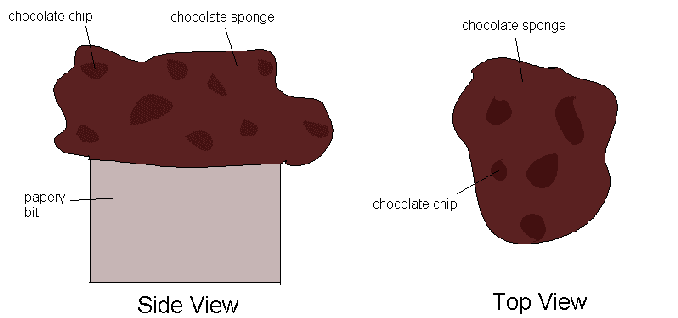 chocolate chip
chocolate sponge
papery
bit
Side View
chocolate sponge
chocolate chip
Top View